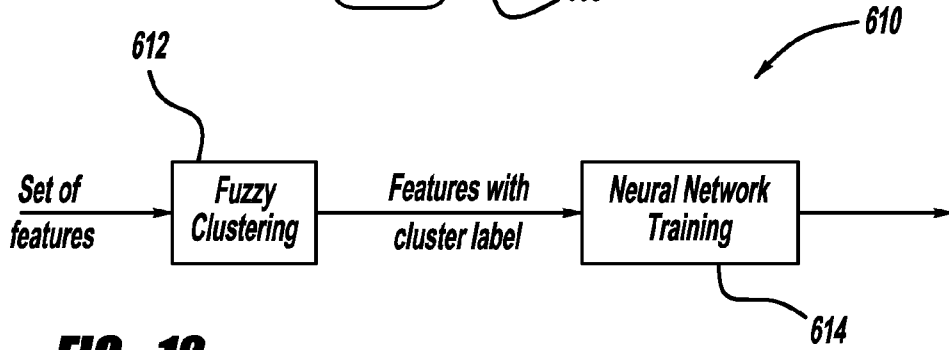 610
612
Set of
features
Fuzzy
Clustering
Features with
cluster label
Neural Network
Training
614